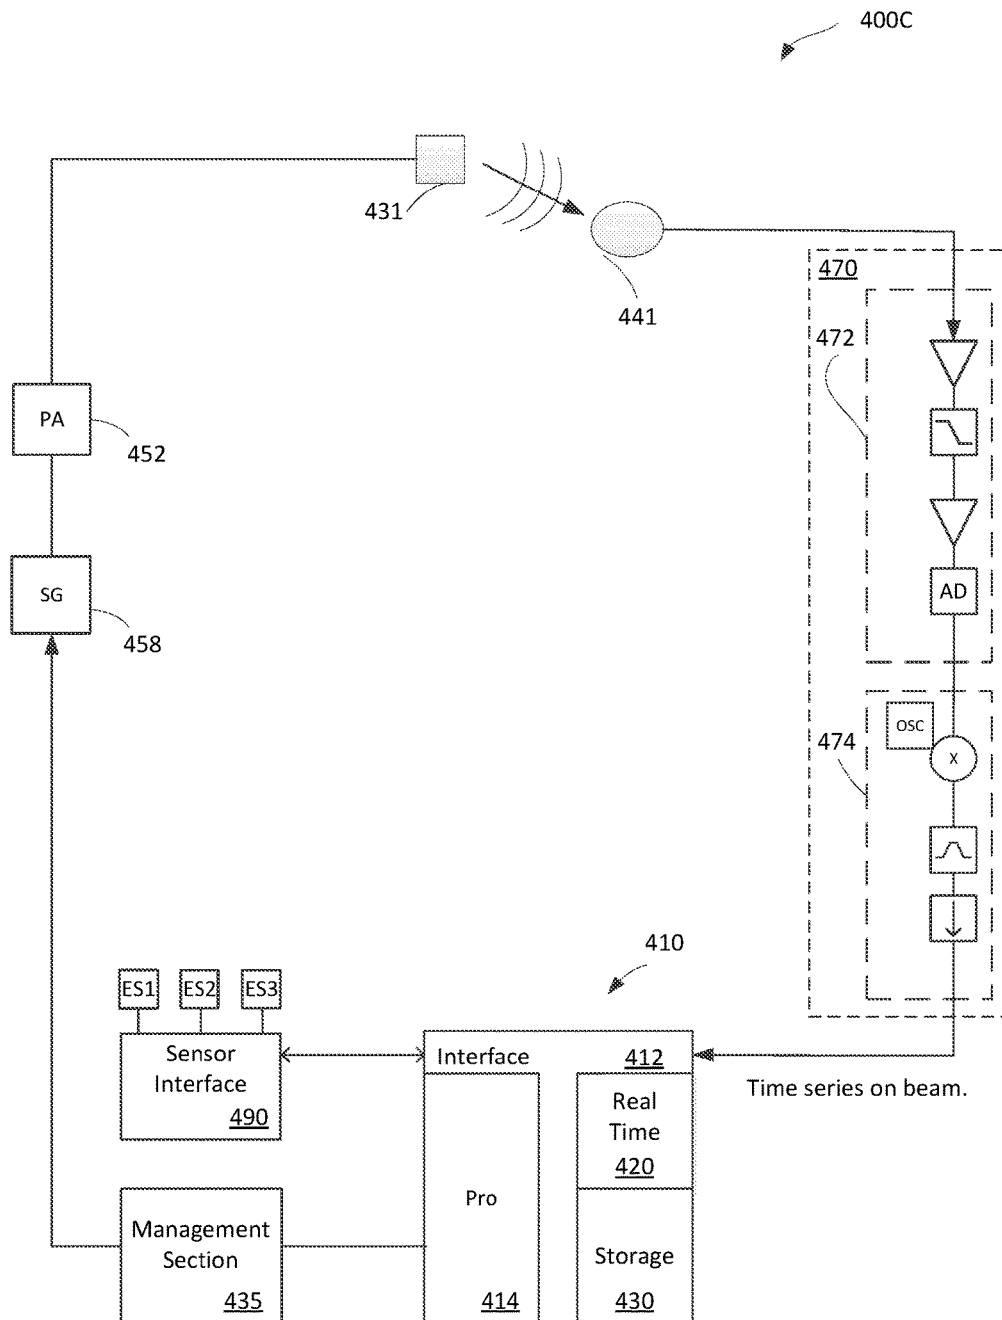 400C
431
441
470
472
PA
452
AD
SG
458
OSC
X
474
410
ES1 ES2 ES3
Sensor
Interface
490
Interface 412
Time series on beam.
Real
Time
420
Pro
Management
Section
435
Storage
414
430